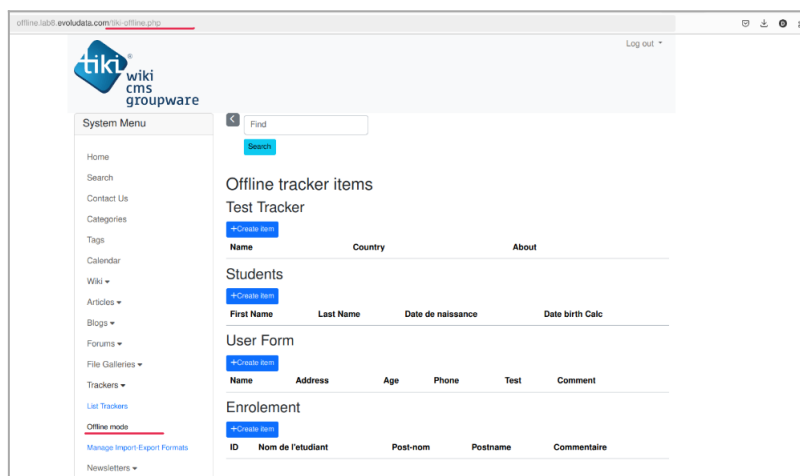 offline.lab8.evoludata.com/tiki-offline.php
Log out
tiki
wiki
cms
groupware
System Menu
Home
Search
Contact Us
Categories
Tags
Calendar
Wiki
Articles
Blogs
Forums
File Galleries
Trackers
List Trackers
Offline mode
Manage Import-Export Formats
Newsletters
Find
Search
Offline tracker items
Test Tracker
+Create item
Name Country About
Students
+Create item
First Name Last Name Date de naissance Date birth Calc
User Form
+Create item
Name Address Age Phone Test Comment
Enrolement
+Create item
ID Nom de l'etudiant Post-nom Postname Commentaire